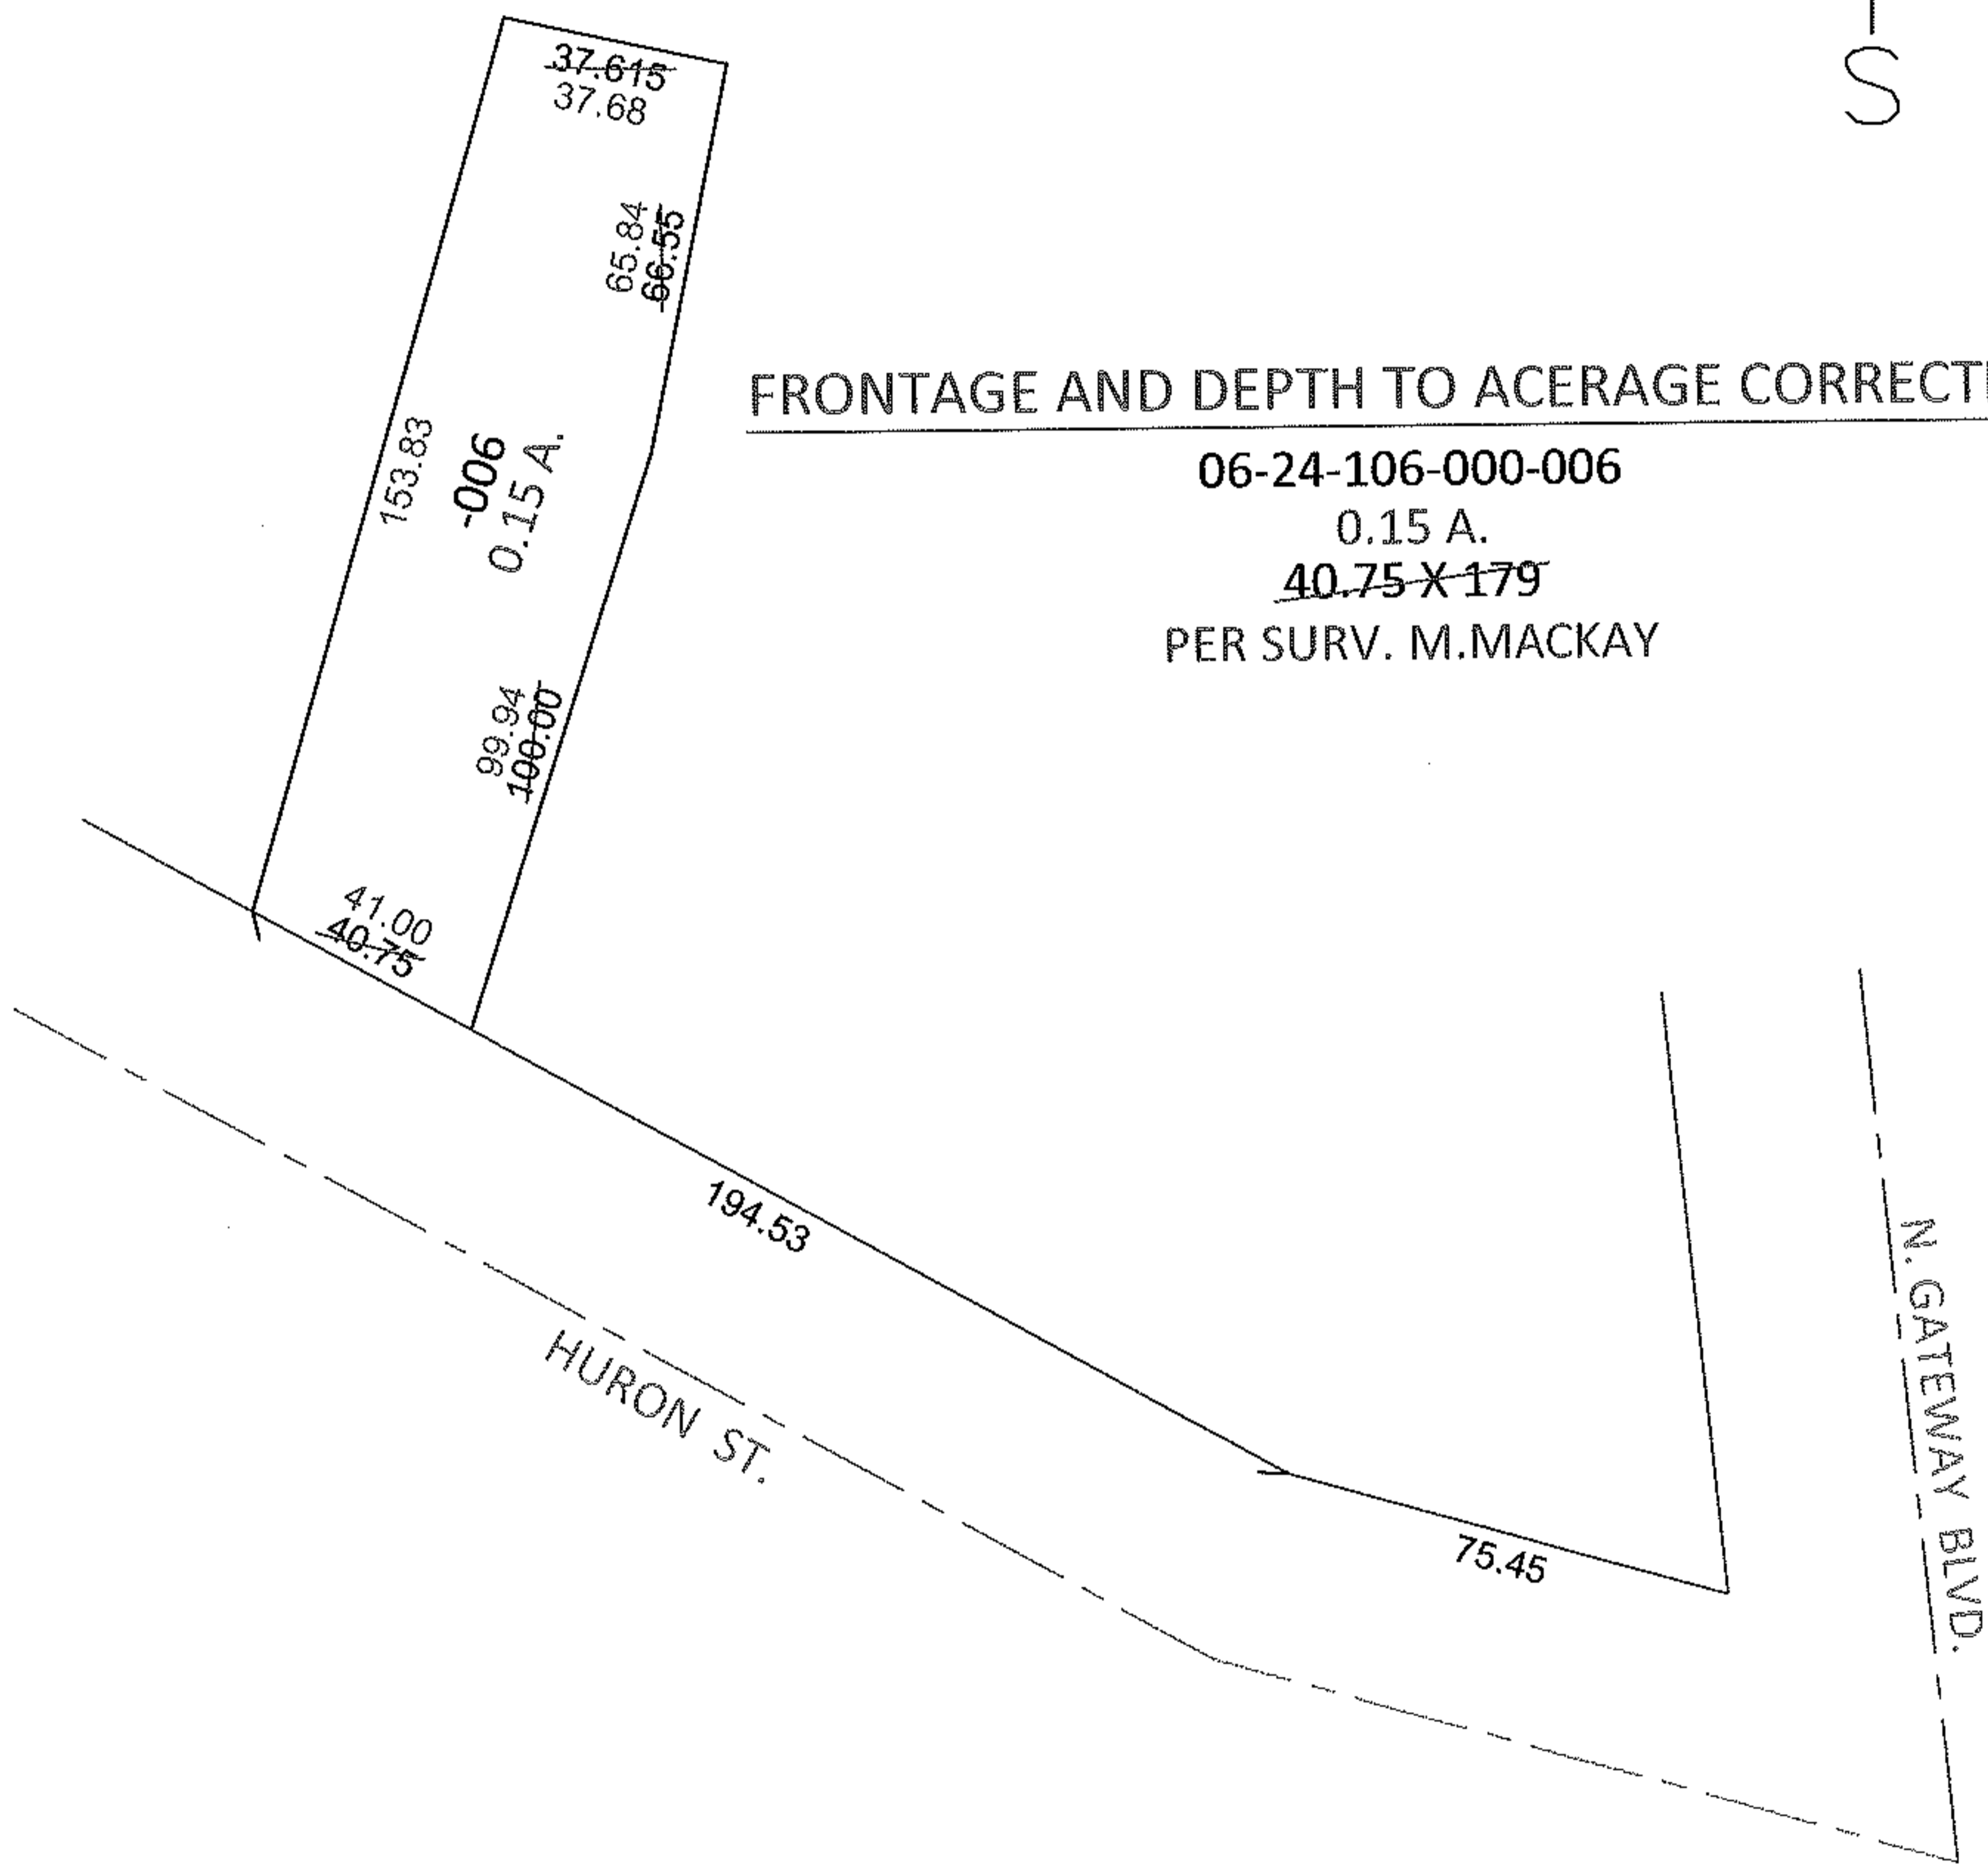 S
37.615
37.68
65.84
66.55
FRONTAGE AND DEPTH TO ACERAGE CORRECTI
06-24-106-000-006
0.15 A.
40.75 X 179
PER SURV. M.MACKAY
153.83
-006
0.15 A.
99.94
100.00
41.00
40.75
194.53
HURON ST.
75.45
N. GATEWAY BLVD.